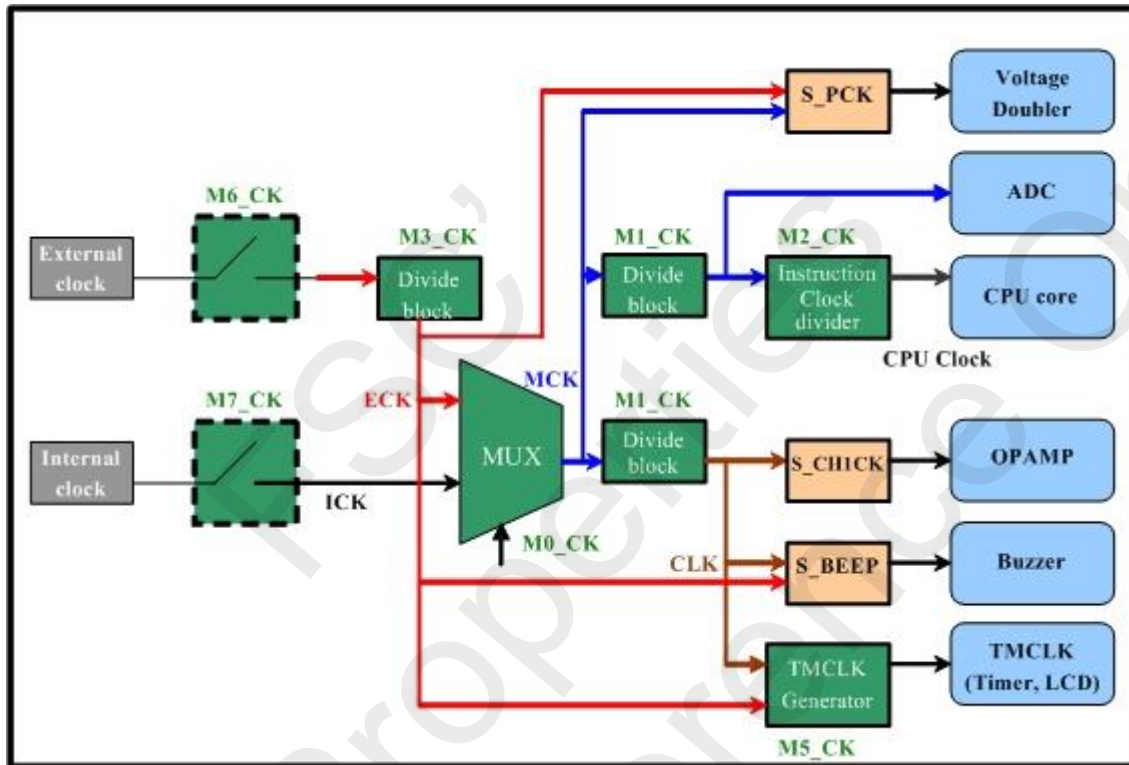 S_PCK
Voltage
Doubler
ADC
M6_CK
External
clock
M3_CK
Divide
block
M1_CK
Divide
block
M2_CK
Instruction
Clock
divider
CPU core
CPU Clock
MCK
ECK
M7_CK
Internal
clock
ICK
MUX
M0_CK
M1_CK
Divide
block
S_CH1CK
OPAMP
CLK
S_BEEP
Buzzer
TMCLK
Generator
M5_CK
TMCLK
(Timer, LCD)
FSC'
Properties